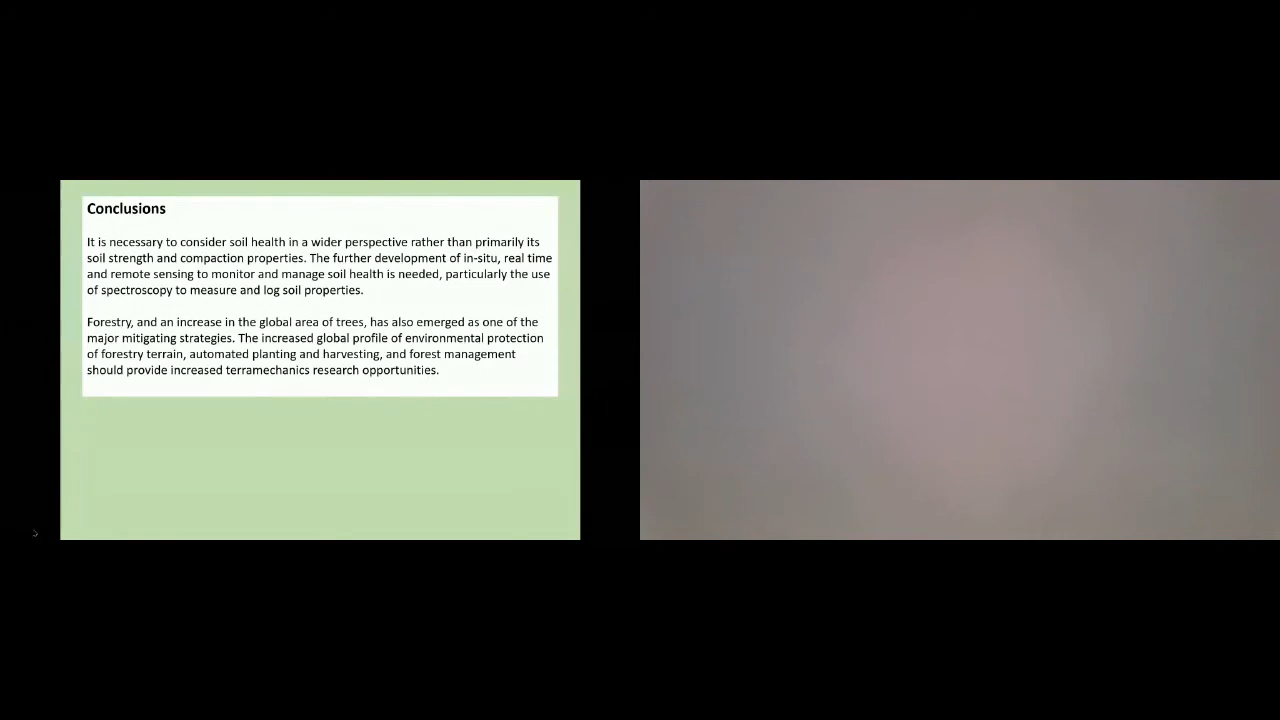 Conclusions
It is necessary to consider soil health in a wider perspective rather than primarily its
soil strength and compaction properties. The further development of in-situ, real time
and remote sensing to monitor and manage soil health is needed, particularly the use
of spectroscopy to measure and log soil properties.
Forestry, and an increase in the global area of trees, has also emerged as one of the
major mitigating strategies. The increased global profile of environmental protection
of forestry terrain, automated planting and harvesting, and forest management
should provide increased terramechanics research opportunities.